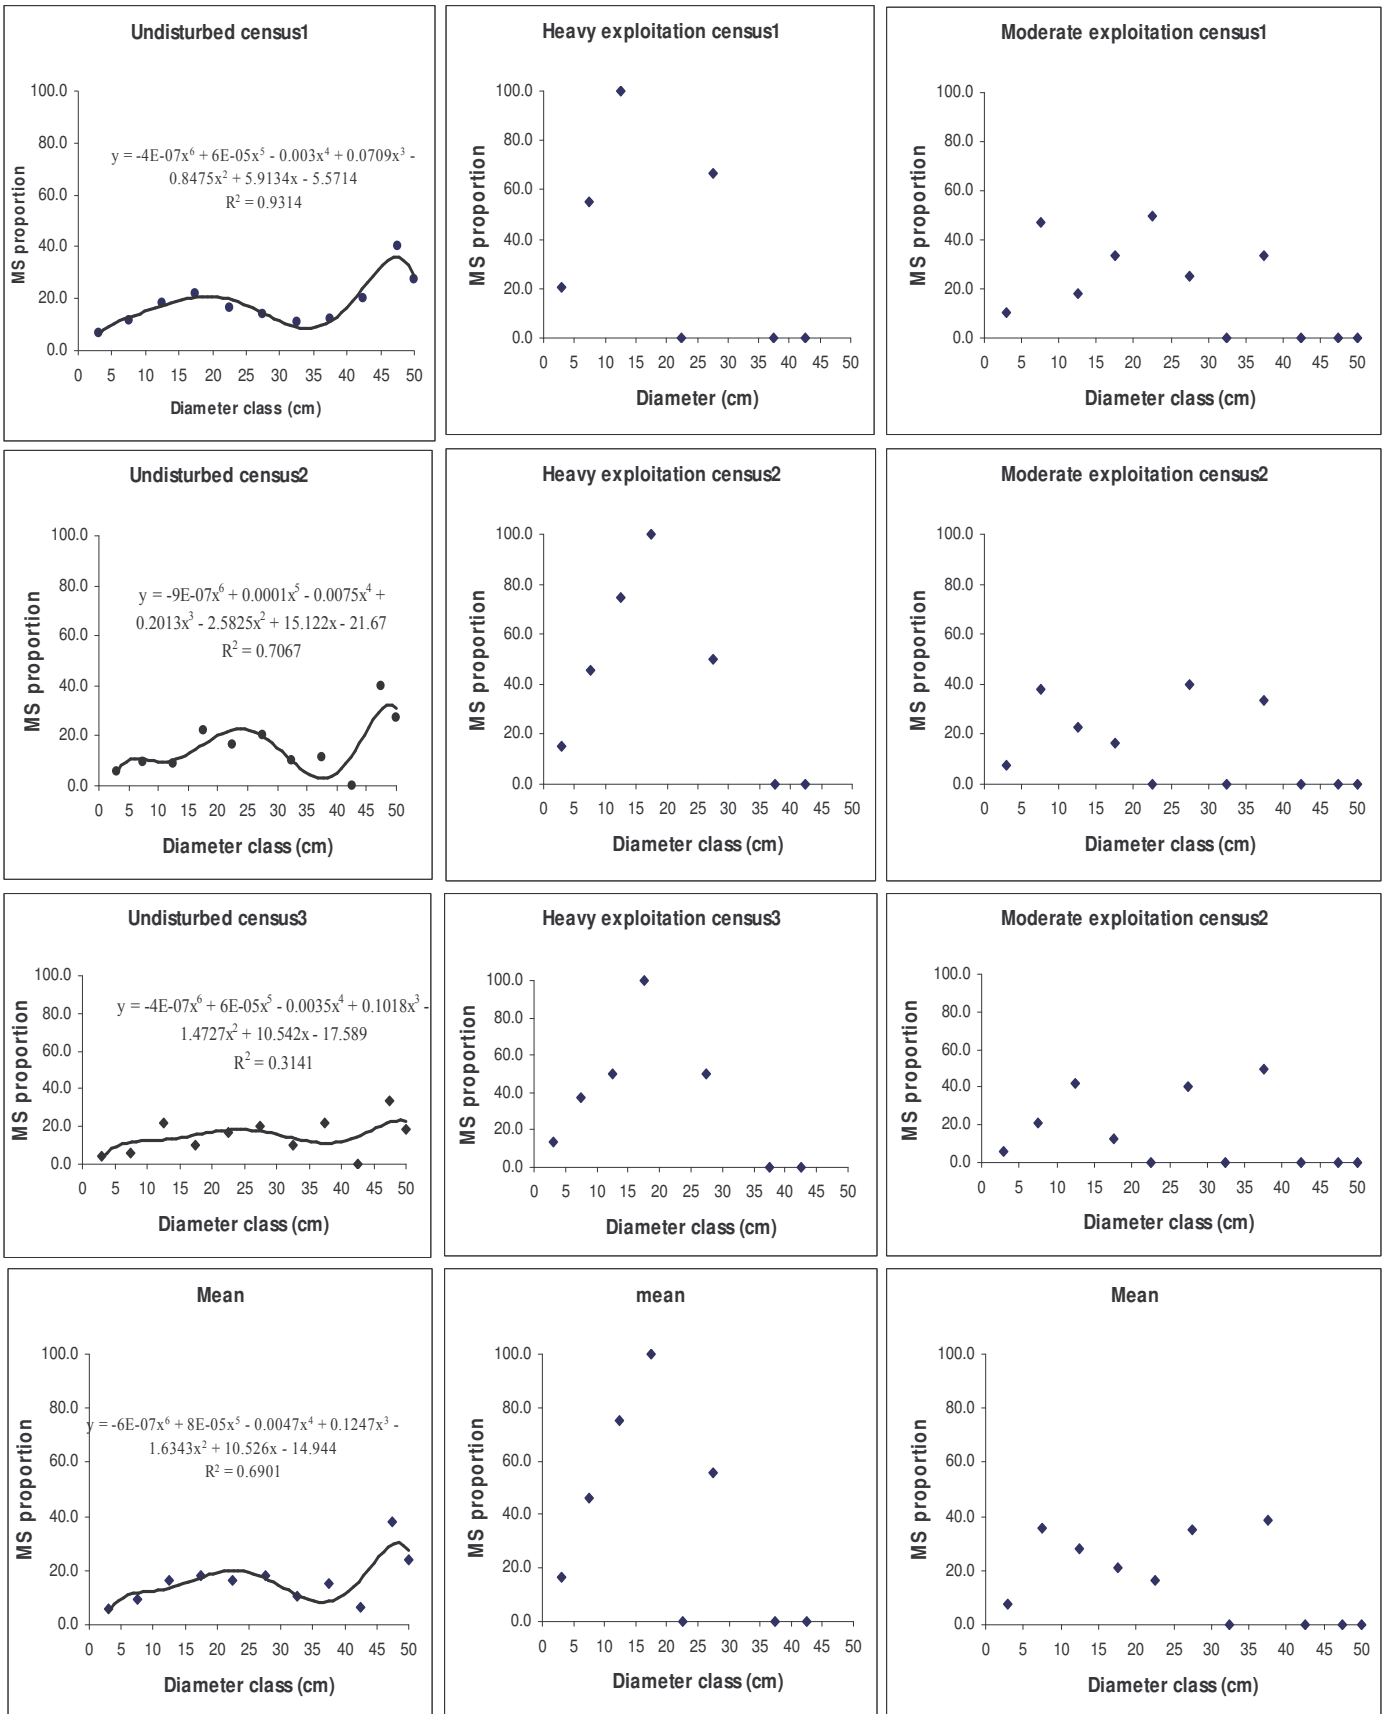 Undisturbed census1
100.0
80.0
60.0
40.0
20.0
0.0
MS proportion
y = -4E-07x⁶ + 6E-05x⁵ - 0.003x⁴ + 0.0709x³ -
0.8475x² + 5.9134x - 5.5714
R² = 0.9314
0 5 10 15 20 25 30 35 40 45 50
Diameter class (cm)
Heavy exploitation census1
100.0
80.0
60.0
40.0
20.0
0.0
MS proportion
0 5 10 15 20 25 30 35 40 45 50
Diameter (cm)
Moderate exploitation census1
100.0
80.0
60.0
40.0
20.0
0.0
MS proportion
0 5 10 15 20 25 30 35 40 45 50
Diameter class (cm)
Undisturbed census2
100.0
80.0
60.0
40.0
20.0
0.0
MS proportion
y = -9E-07x⁶ + 0.0001x⁵ - 0.0075x⁴ +
0.2013x³ - 2.5825x² + 15.122x - 21.67
R² = 0.7067
0 5 10 15 20 25 30 35 40 45 50
Diameter class (cm)
Heavy exploitation census2
100.0
80.0
60.0
40.0
20.0
0.0
MS proportion
0 5 10 15 20 25 30 35 40 45 50
Diameter class (cm)
Moderate exploitation census2
100.0
80.0
60.0
40.0
20.0
0.0
MS proportion
0 5 10 15 20 25 30 35 40 45 50
Diameter class (cm)
Undisturbed census3
100.0
80.0
60.0
40.0
20.0
0.0
MS proportion
y = -4E-07x⁶ + 6E-05x⁵ - 0.0035x⁴ + 0.1018x³ -
1.4727x² + 10.542x - 17.589
R² = 0.3141
0 5 10 15 20 25 30 35 40 45 50
Diameter class (cm)
Heavy exploitation census3
100.0
80.0
60.0
40.0
20.0
0.0
MS proportion
0 5 10 15 20 25 30 35 40 45 50
Diameter class (cm)
Moderate exploitation census2
100.0
80.0
60.0
40.0
20.0
0.0
MS proportion
0 5 10 15 20 25 30 35 40 45 50
Diameter class (cm)
Mean
100.0
80.0
60.0
40.0
20.0
0.0
MS proportion
y = -6E-07x⁶ + 8E-05x⁵ - 0.0047x⁴ + 0.1247x³ -
1.6343x² + 10.526x - 14.944
R² = 0.6901
0 5 10 15 20 25 30 35 40 45 50
Diameter class (cm)
mean
100.0
80.0
60.0
40.0
20.0
0.0
MS proportion
0 5 10 15 20 25 30 35 40 45 50
Diameter class (cm)
Mean
100.0
80.0
60.0
40.0
20.0
0.0
MS proportion
0 5 10 15 20 25 30 35 40 45 50
Diameter class (cm)